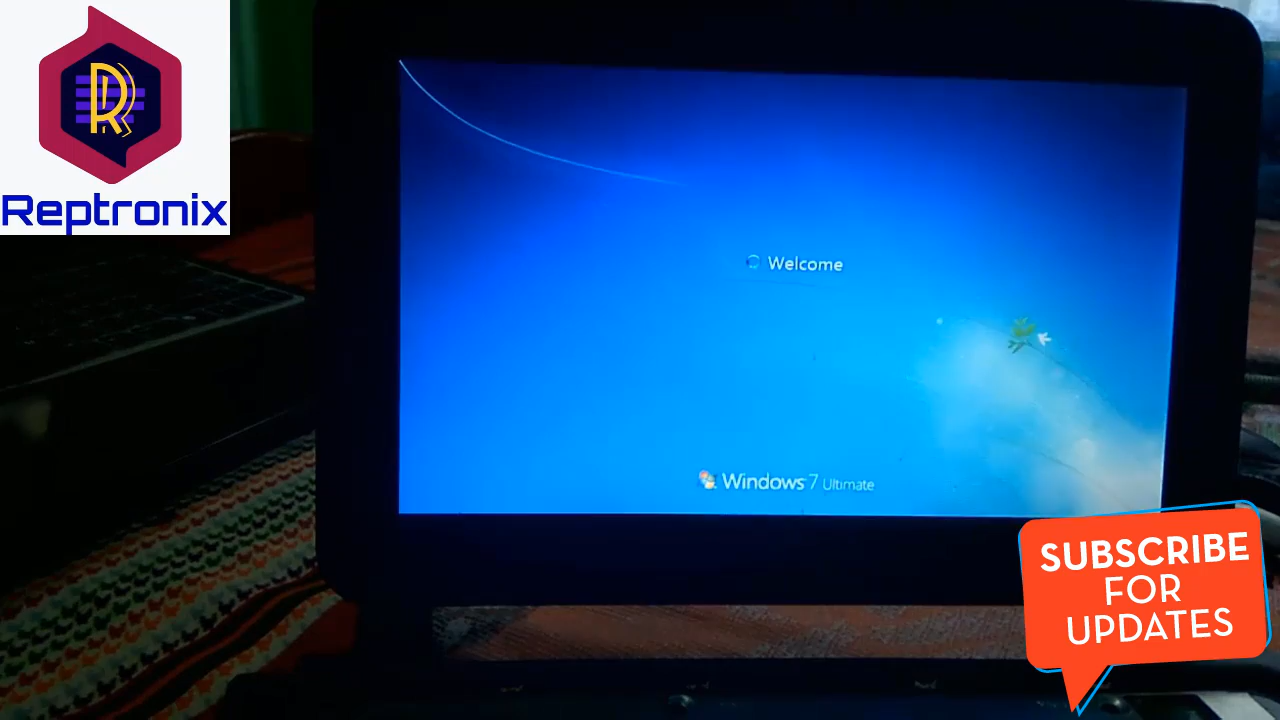 Reptronix
Welcome
Windows 7 Ultimate
SUBSCRIBE
FOR
UPDATES